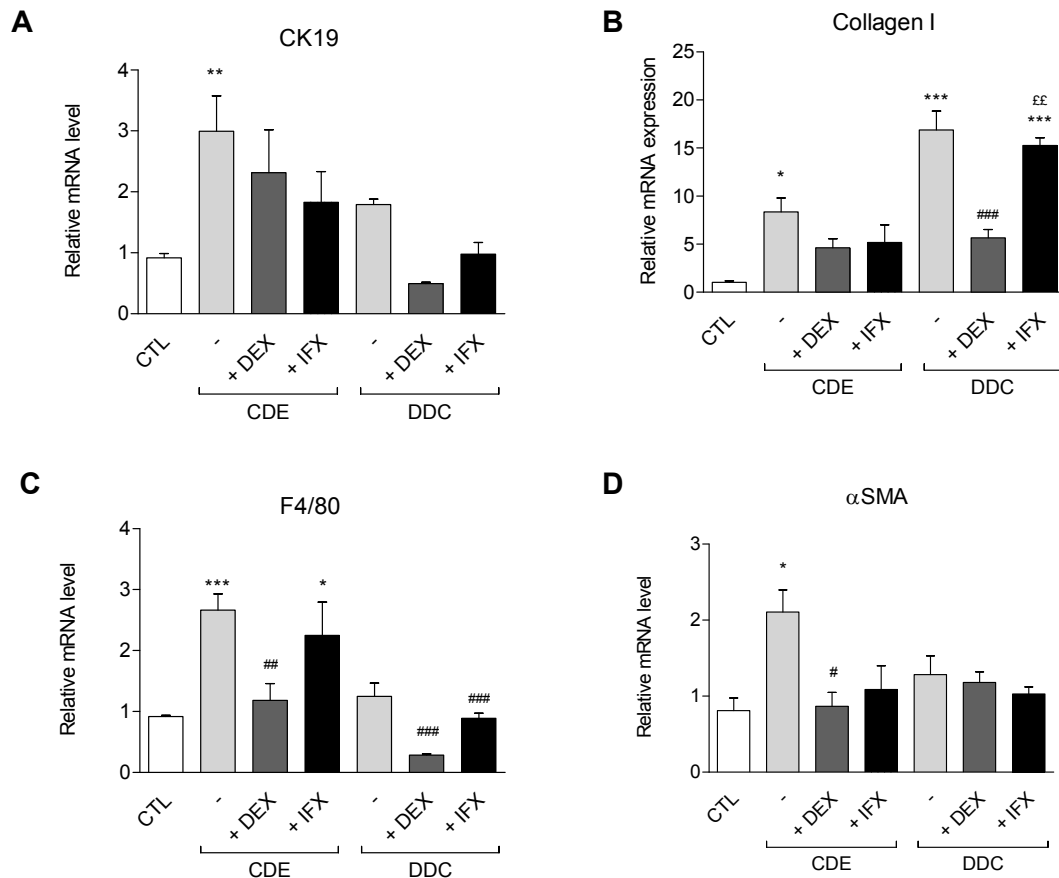 A
CK19
Relative mRNA level
4
3
2
1
0
**
CTL
-
+ DEX
+ IFX
-
+ DEX
+ IFX
CDE
DDC
B
Collagen I
Relative mRNA expression
25
20
15
10
5
0
*
***
###
££
***
CTL
-
+ DEX
+ IFX
-
+ DEX
+ IFX
CDE
DDC
C
F4/80
Relative mRNA level
4
3
2
1
0
***
##
*
###
###
CTL
-
+ DEX
+ IFX
-
+ DEX
+ IFX
CDE
DDC
D
αSMA
Relative mRNA level
3
2
1
0
*
#
CTL
-
+ DEX
+ IFX
-
+ DEX
+ IFX
CDE
DDC